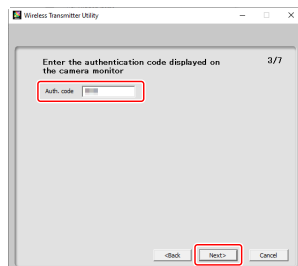 Wireless Transmitter Utility
Enter the authentication code displayed on 3/7
the camera monitor
Auth. code
<Back Next> Cancel